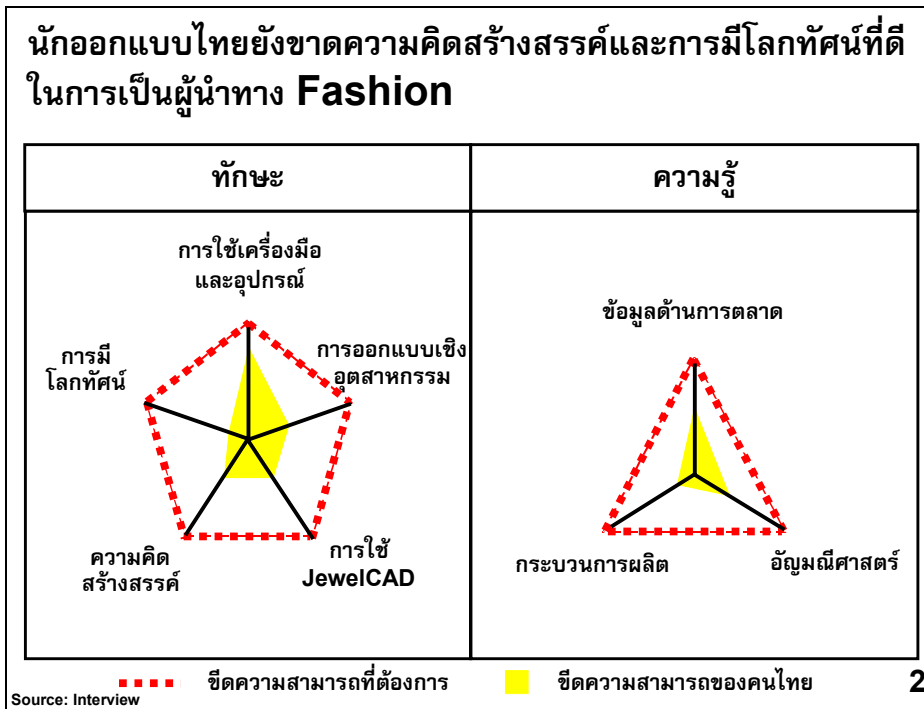 นักออกแบบไทยยังขาดความคิดสร้างสรรค์และการมีโลกทัศน์ที่ดี
ในการเป็นผู้นำทาง Fashion
ทักษะ
ความรู้
การใช้เครื่องมือ
และอุปกรณ์
การมี
โลกทัศน์
การออกแบบเชิง
อุตสาหกรรม
ความคิด
สร้างสรรค์
การใช้
JewelCAD
ข้อมูลด้านการตลาด
กระบวนการผลิต
อัญมณีศาสตร์
ขีดความสามารถที่ต้องการ
ขีดความสามารถของคนไทย
2
Source: Interview